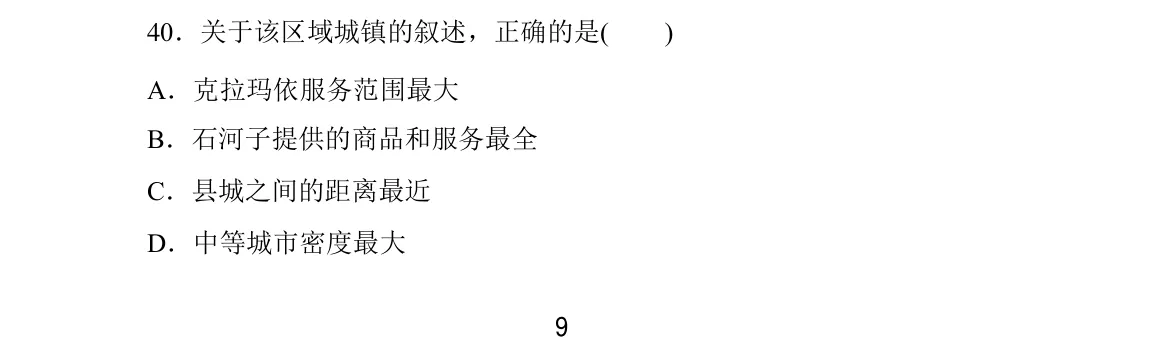 40．关于该区域城镇的叙述，正确的是(　　)
A．克拉玛依服务范围最大
B．石河子提供的商品和服务最全
C．县城之间的距离最近
D．中等城市密度最大
9